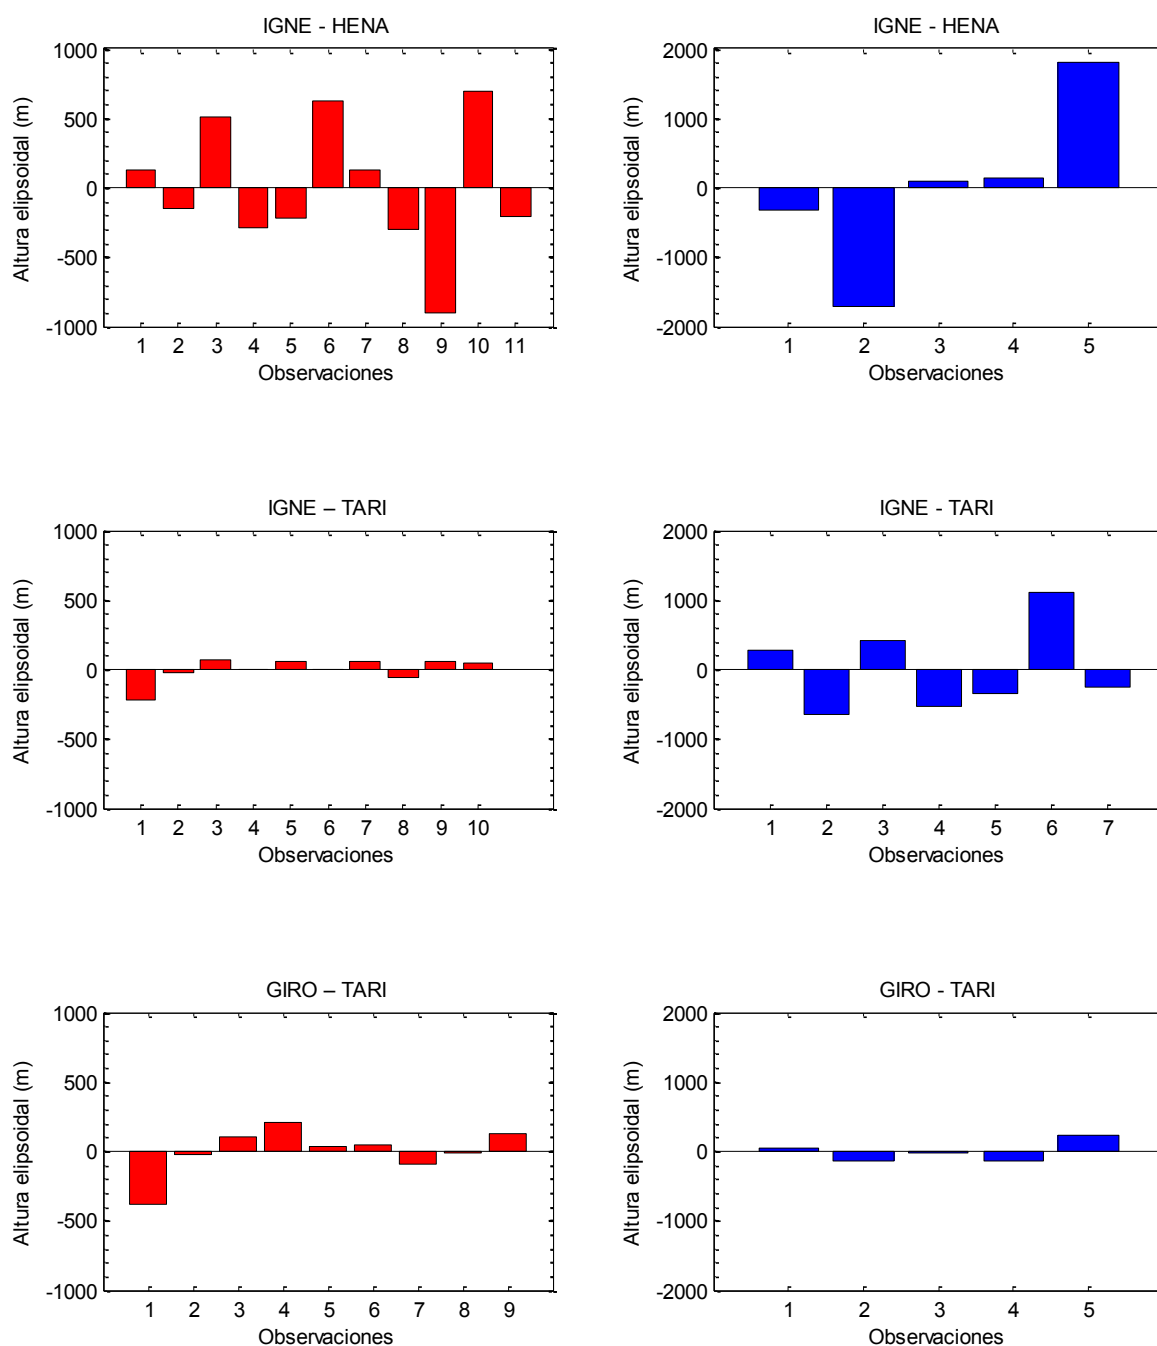 IGNE - HENA
1000
500
0
-500
-1000
Altura elipsoidal (m)
1 2 3 4 5 6 7 8 9 10 11
Observaciones
IGNE - HENA
2000
1000
0
-1000
-2000
Altura elipsoidal (m)
1 2 3 4 5
Observaciones
IGNE – TARI
1000
500
0
-500
-1000
Altura elipsoidal (m)
1 2 3 4 5 6 7 8 9 10
Observaciones
IGNE - TARI
2000
1000
0
-1000
-2000
Altura elipsoidal (m)
1 2 3 4 5 6 7
Observaciones
GIRO – TARI
1000
500
0
-500
-1000
Altura elipsoidal (m)
1 2 3 4 5 6 7 8 9
Observaciones
GIRO - TARI
2000
1000
0
-1000
-2000
Altura elipsoidal (m)
1 2 3 4 5
Observaciones